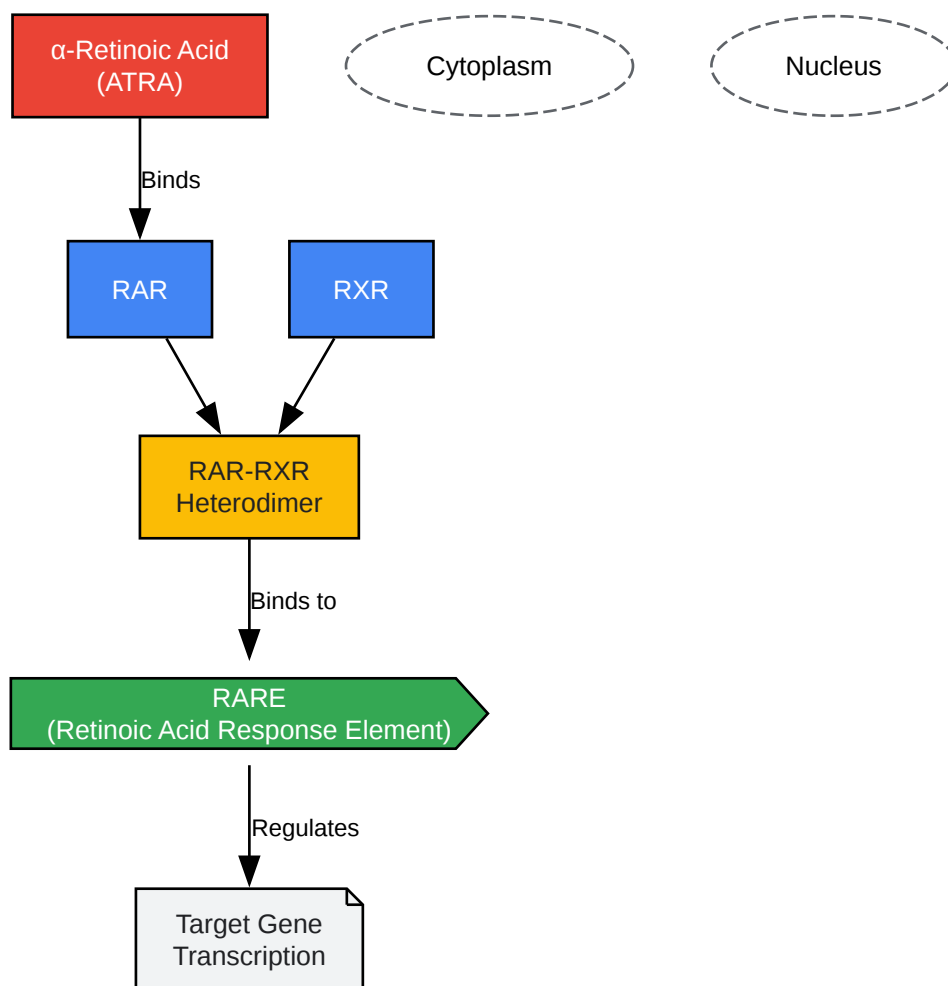 α-Retinoic Acid
(ATRA)
Cytoplasm
Nucleus
Binds
RAR
RXR
RAR-RXR
Heterodimer
Binds to
RARE
(Retinoic Acid Response Element)
Regulates
Target Gene
Transcription